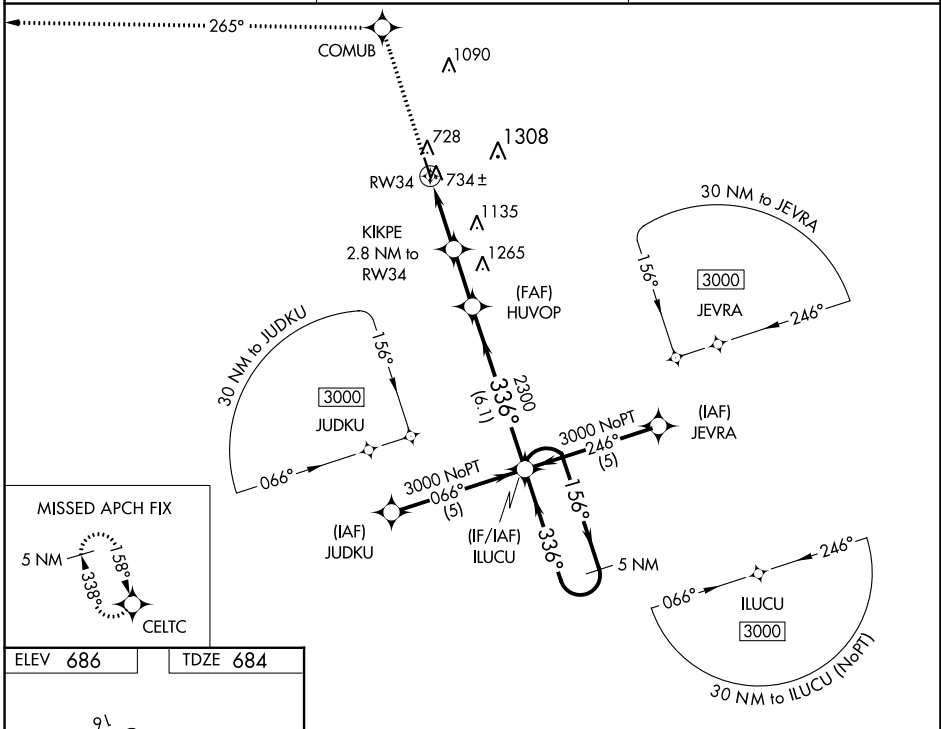 265°
COMUB
1090
728
1308
RW34
734 ±
1135
KIKPE
2.8 NM to
RW34
1265
(FAF)
HUVOP
30 NM to JEVRA
156°
3000
JEVRA
246°
30 NM to JUDKU
156°
3000
JUDKU
066°
2300
336°
(6.1)
(IAF)
JEVRA
3000 NoPT
246°
(5)
3000 NoPT
066°
(5)
(IAF)
JUDKU
(IF/IAF)
ILUCU
156°
336°
5 NM
MISSED APCH FIX
5 NM
158°
338°
CELTC
066°
246°
ILUCU
3000
30 NM to ILUCU (NoPT)
ELEV 686
TDZE 684
16